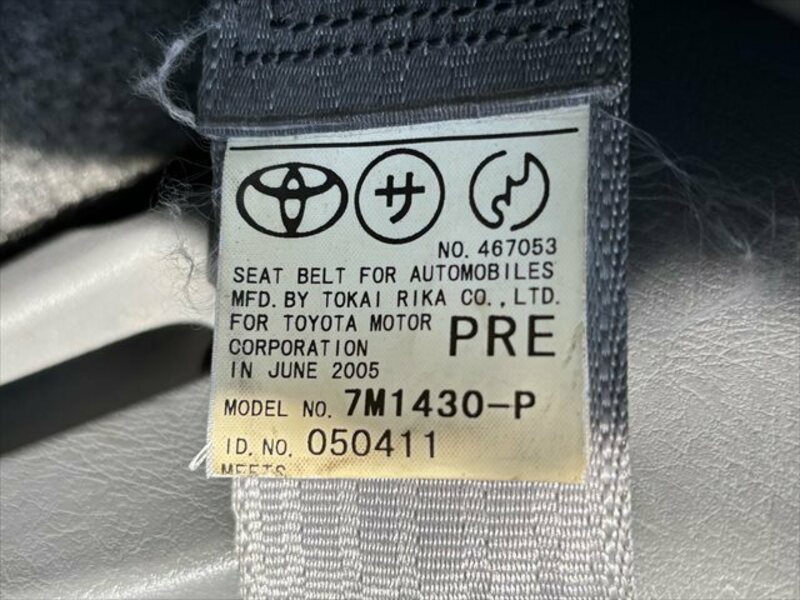 サ
NO. 467053
SEAT BELT FOR AUTOMOBILES
MFD. BY TOKAI RIKA CO., LTD.
FOR TOYOTA MOTOR
CORPORATION PRE
IN JUNE 2005
MODEL NO. 7M1430-P
ID. NO. 050411
MEETS